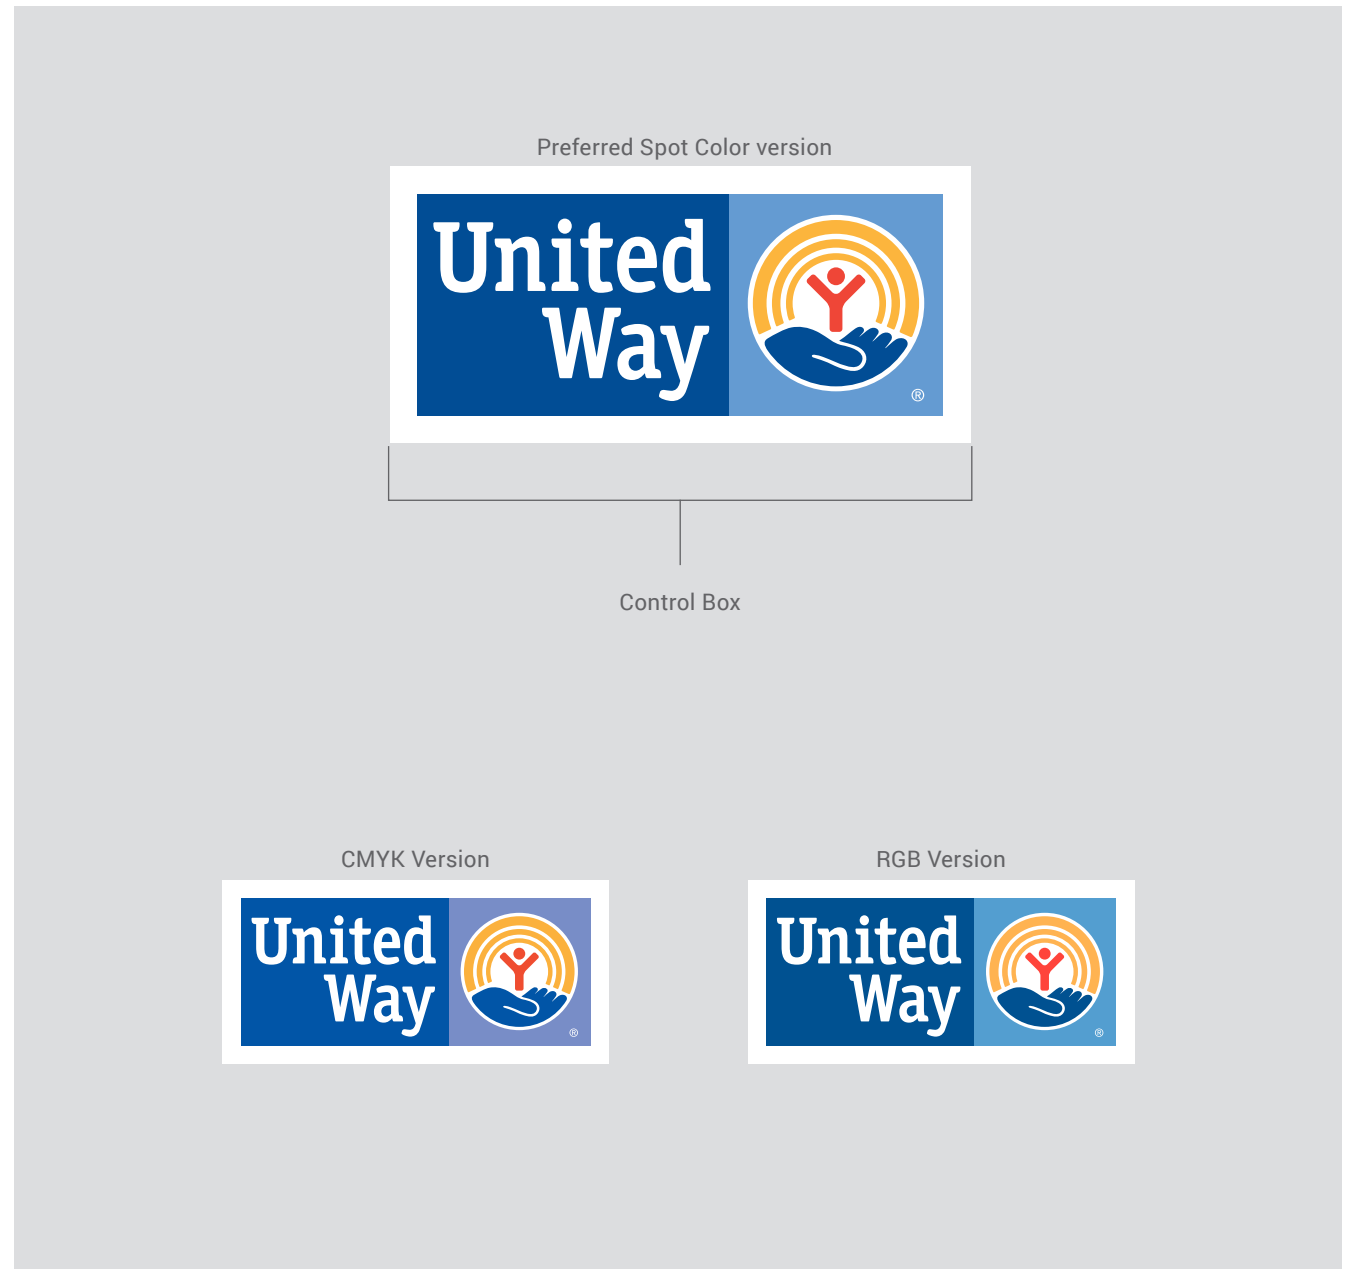 Preferred Spot Color version
United
Way
®
Control Box
CMYK Version
United
Way
®
RGB Version
United
Way
®